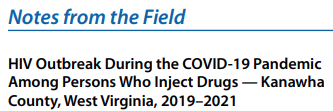 Notes from the Field
HIV Outbreak During the COVID-19 Pandemic
Among Persons Who Inject Drugs — Kanawha
County, West Virginia, 2019–2021